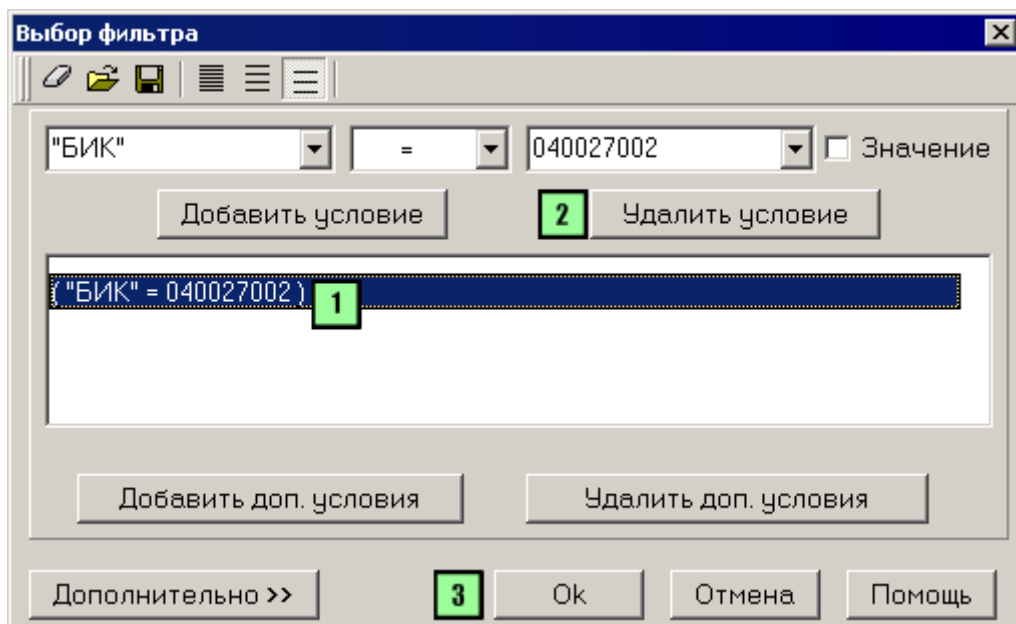 Выбор фильтра
"БИК" = 040027002 Значение
Добавить условие 2 Удалить условие
( "БИК" = 040027002 ) 1
Добавить доп. условия Удалить доп. условия
Дополнительно >> 3 Ok Отмена Помощь